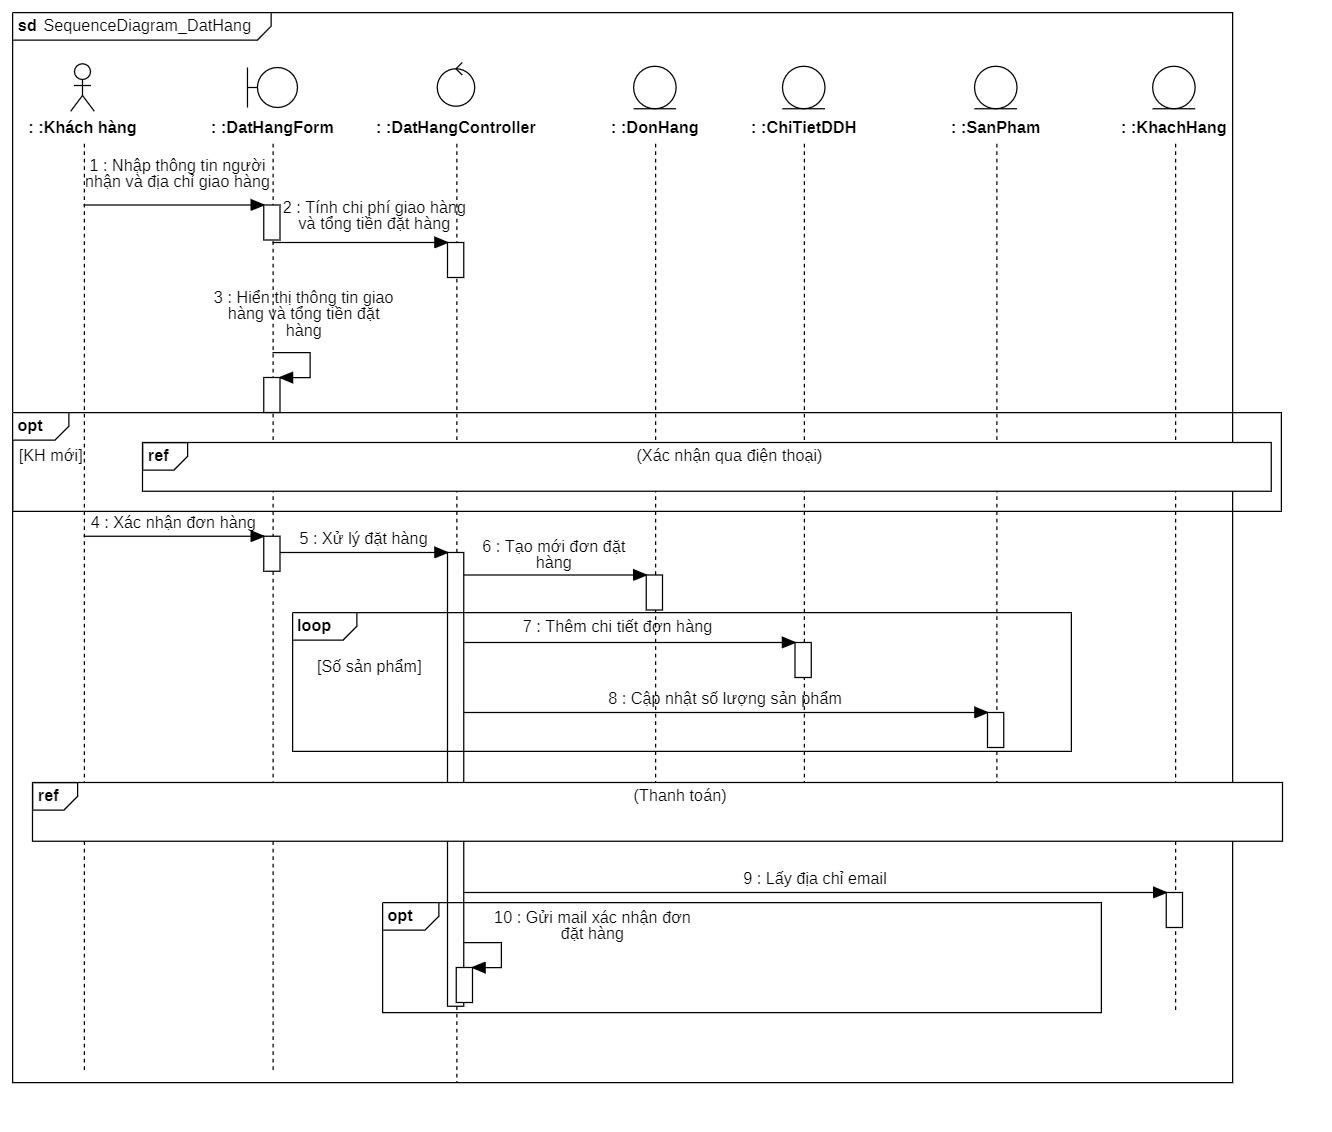 sd SequenceDiagram_DatHang
: :Khách hàng
: :DatHangForm
: :DatHangController
: :DonHang
: :ChiTietDDH
: :SanPham
: :KhachHang
1 : Nhập thông tin người
nhận và địa chỉ giao hàng
2 : Tính chi phí giao hàng
và tổng tiền đặt hàng
3 : Hiển thị thông tin giao
hàng và tổng tiền đặt
hàng
opt
[KH mới]
ref
(Xác nhận qua điện thoại)
4 : Xác nhận đơn hàng
5 : Xử lý đặt hàng
6 : Tạo mới đơn đặt
hàng
loop
7 : Thêm chi tiết đơn hàng
[Số sản phẩm]
8 : Cập nhật số lượng sản phẩm
ref
(Thanh toán)
9 : Lấy địa chỉ email
opt
10 : Gửi mail xác nhận đơn
đặt hàng